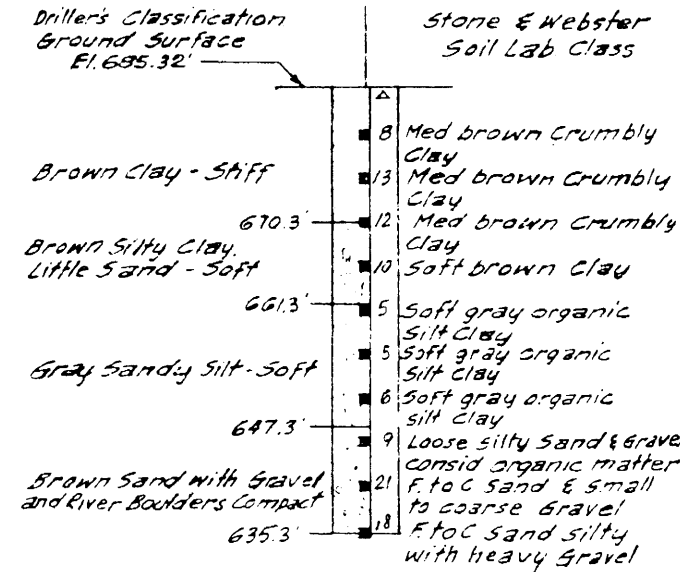 Driller's Classification
Ground Surface
El. 685.32'
Stone & Webster
Soil Lab Class
8 Med brown Crumbly
Clay
Brown Clay - Stiff
13 Med brown Crumbly
Clay
670.3'
12 Med brown Crumbly
Clay
Brown Silty Clay,
Little Sand - Soft
10 Soft brown Clay
661.3'
5 Soft gray organic
Silt Clay
Gray Sandy Silt - Soft
5 Soft gray organic
Silt Clay
6 Soft gray organic
silt Clay
647.3'
9 Loose silty Sand & Grave
consid organic matter
Brown Sand with Gravel
and River Boulders Compact
21 F. to C Sand & Small
to coarse Gravel
635.3'
18 F. to C Sand silty
with heavy Gravel